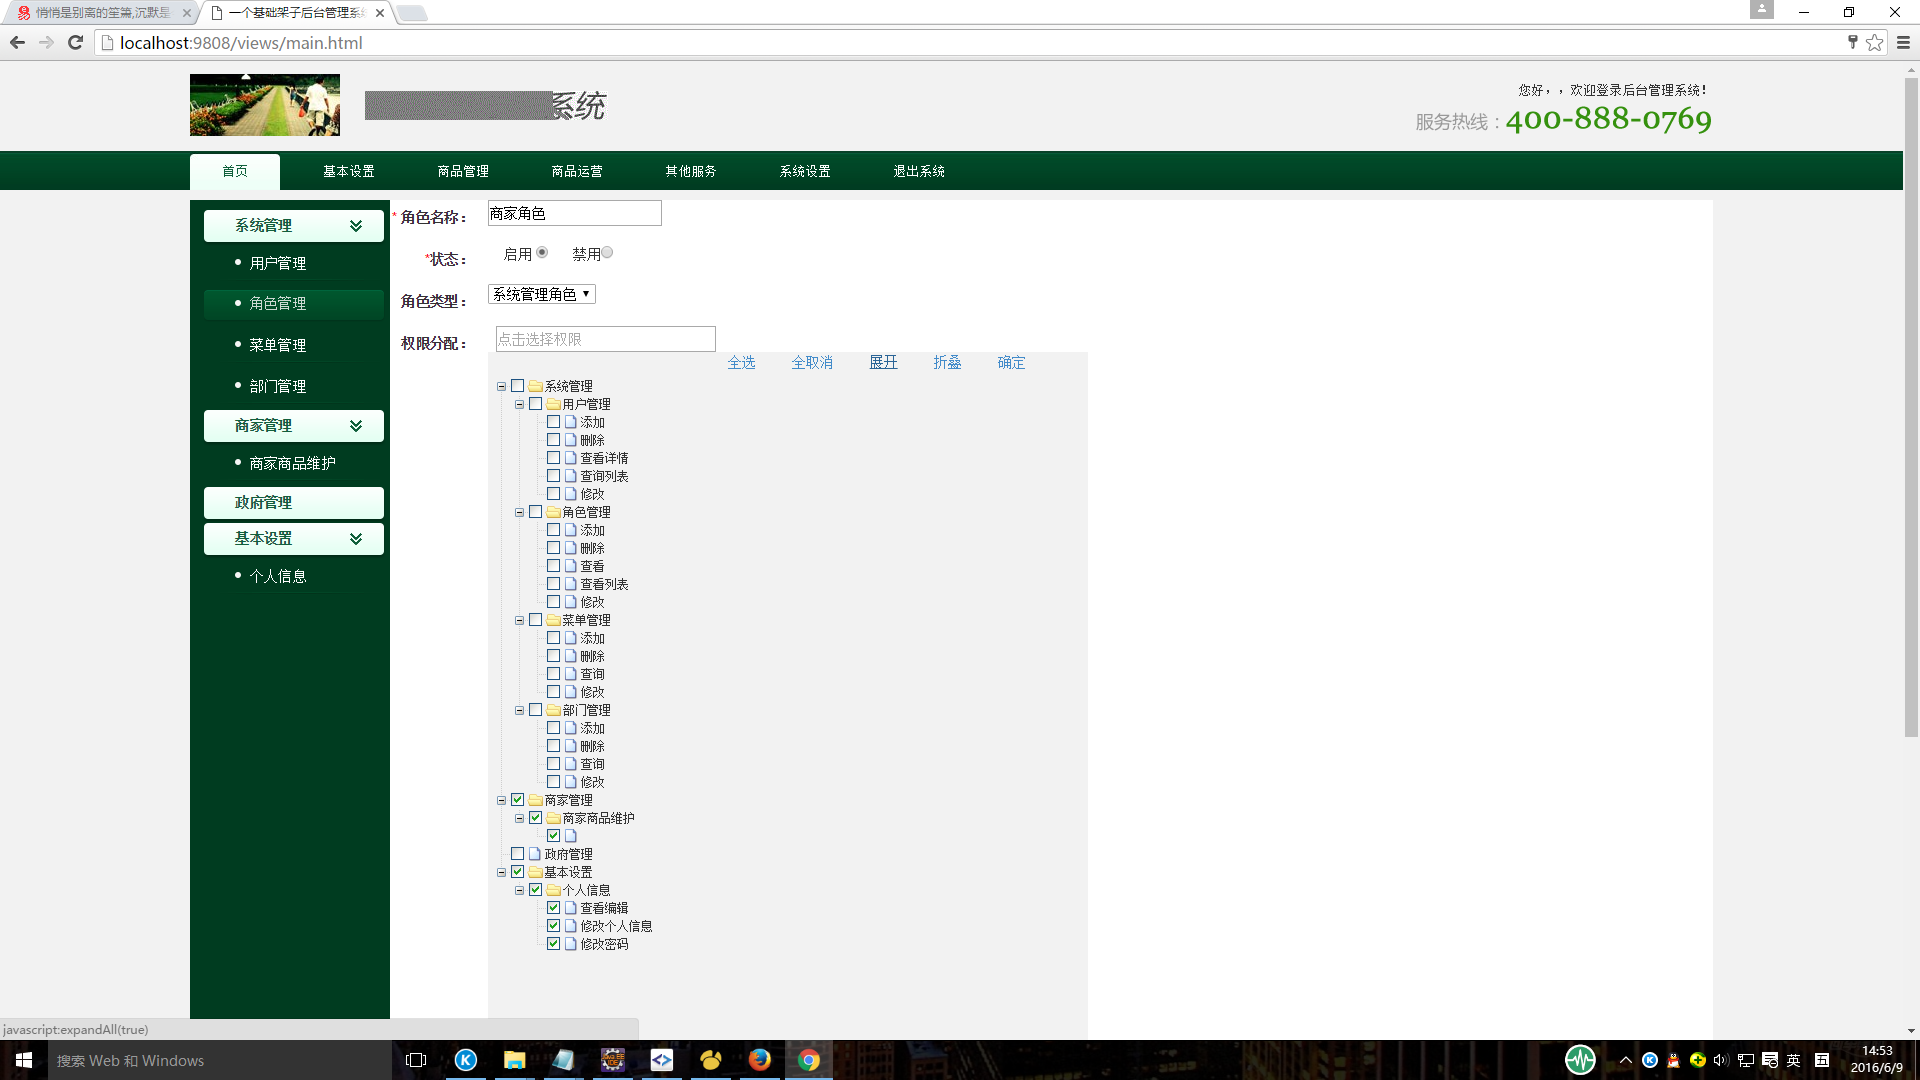 悄悄是别离的笙箫,沉默是
一个基础架子后台管理系统
localhost:9808/views/main.html
系统
您好，，欢迎登录后台管理系统！
服务热线：400-888-0769
首页 基本设置 商品管理 商品运营 其他服务 系统设置 退出系统
系统管理
用户管理
角色管理
菜单管理
部门管理
商家管理
商家商品维护
政府管理
基本设置
个人信息
* 角色名称： 商家角色
*状态： 启用 禁用
角色类型： 系统管理角色
权限分配： 点击选择权限
全选 全取消 展开 折叠 确定
系统管理
用户管理
添加
删除
查看详情
查询列表
修改
角色管理
添加
删除
查看
查看列表
修改
菜单管理
添加
删除
查询
修改
部门管理
添加
删除
查询
修改
商家管理
商家商品维护
政府管理
基本设置
个人信息
查看编辑
修改个人信息
修改密码
javascript:expandAll(true)
搜索 Web 和 Windows
英
14:53
2016/6/9